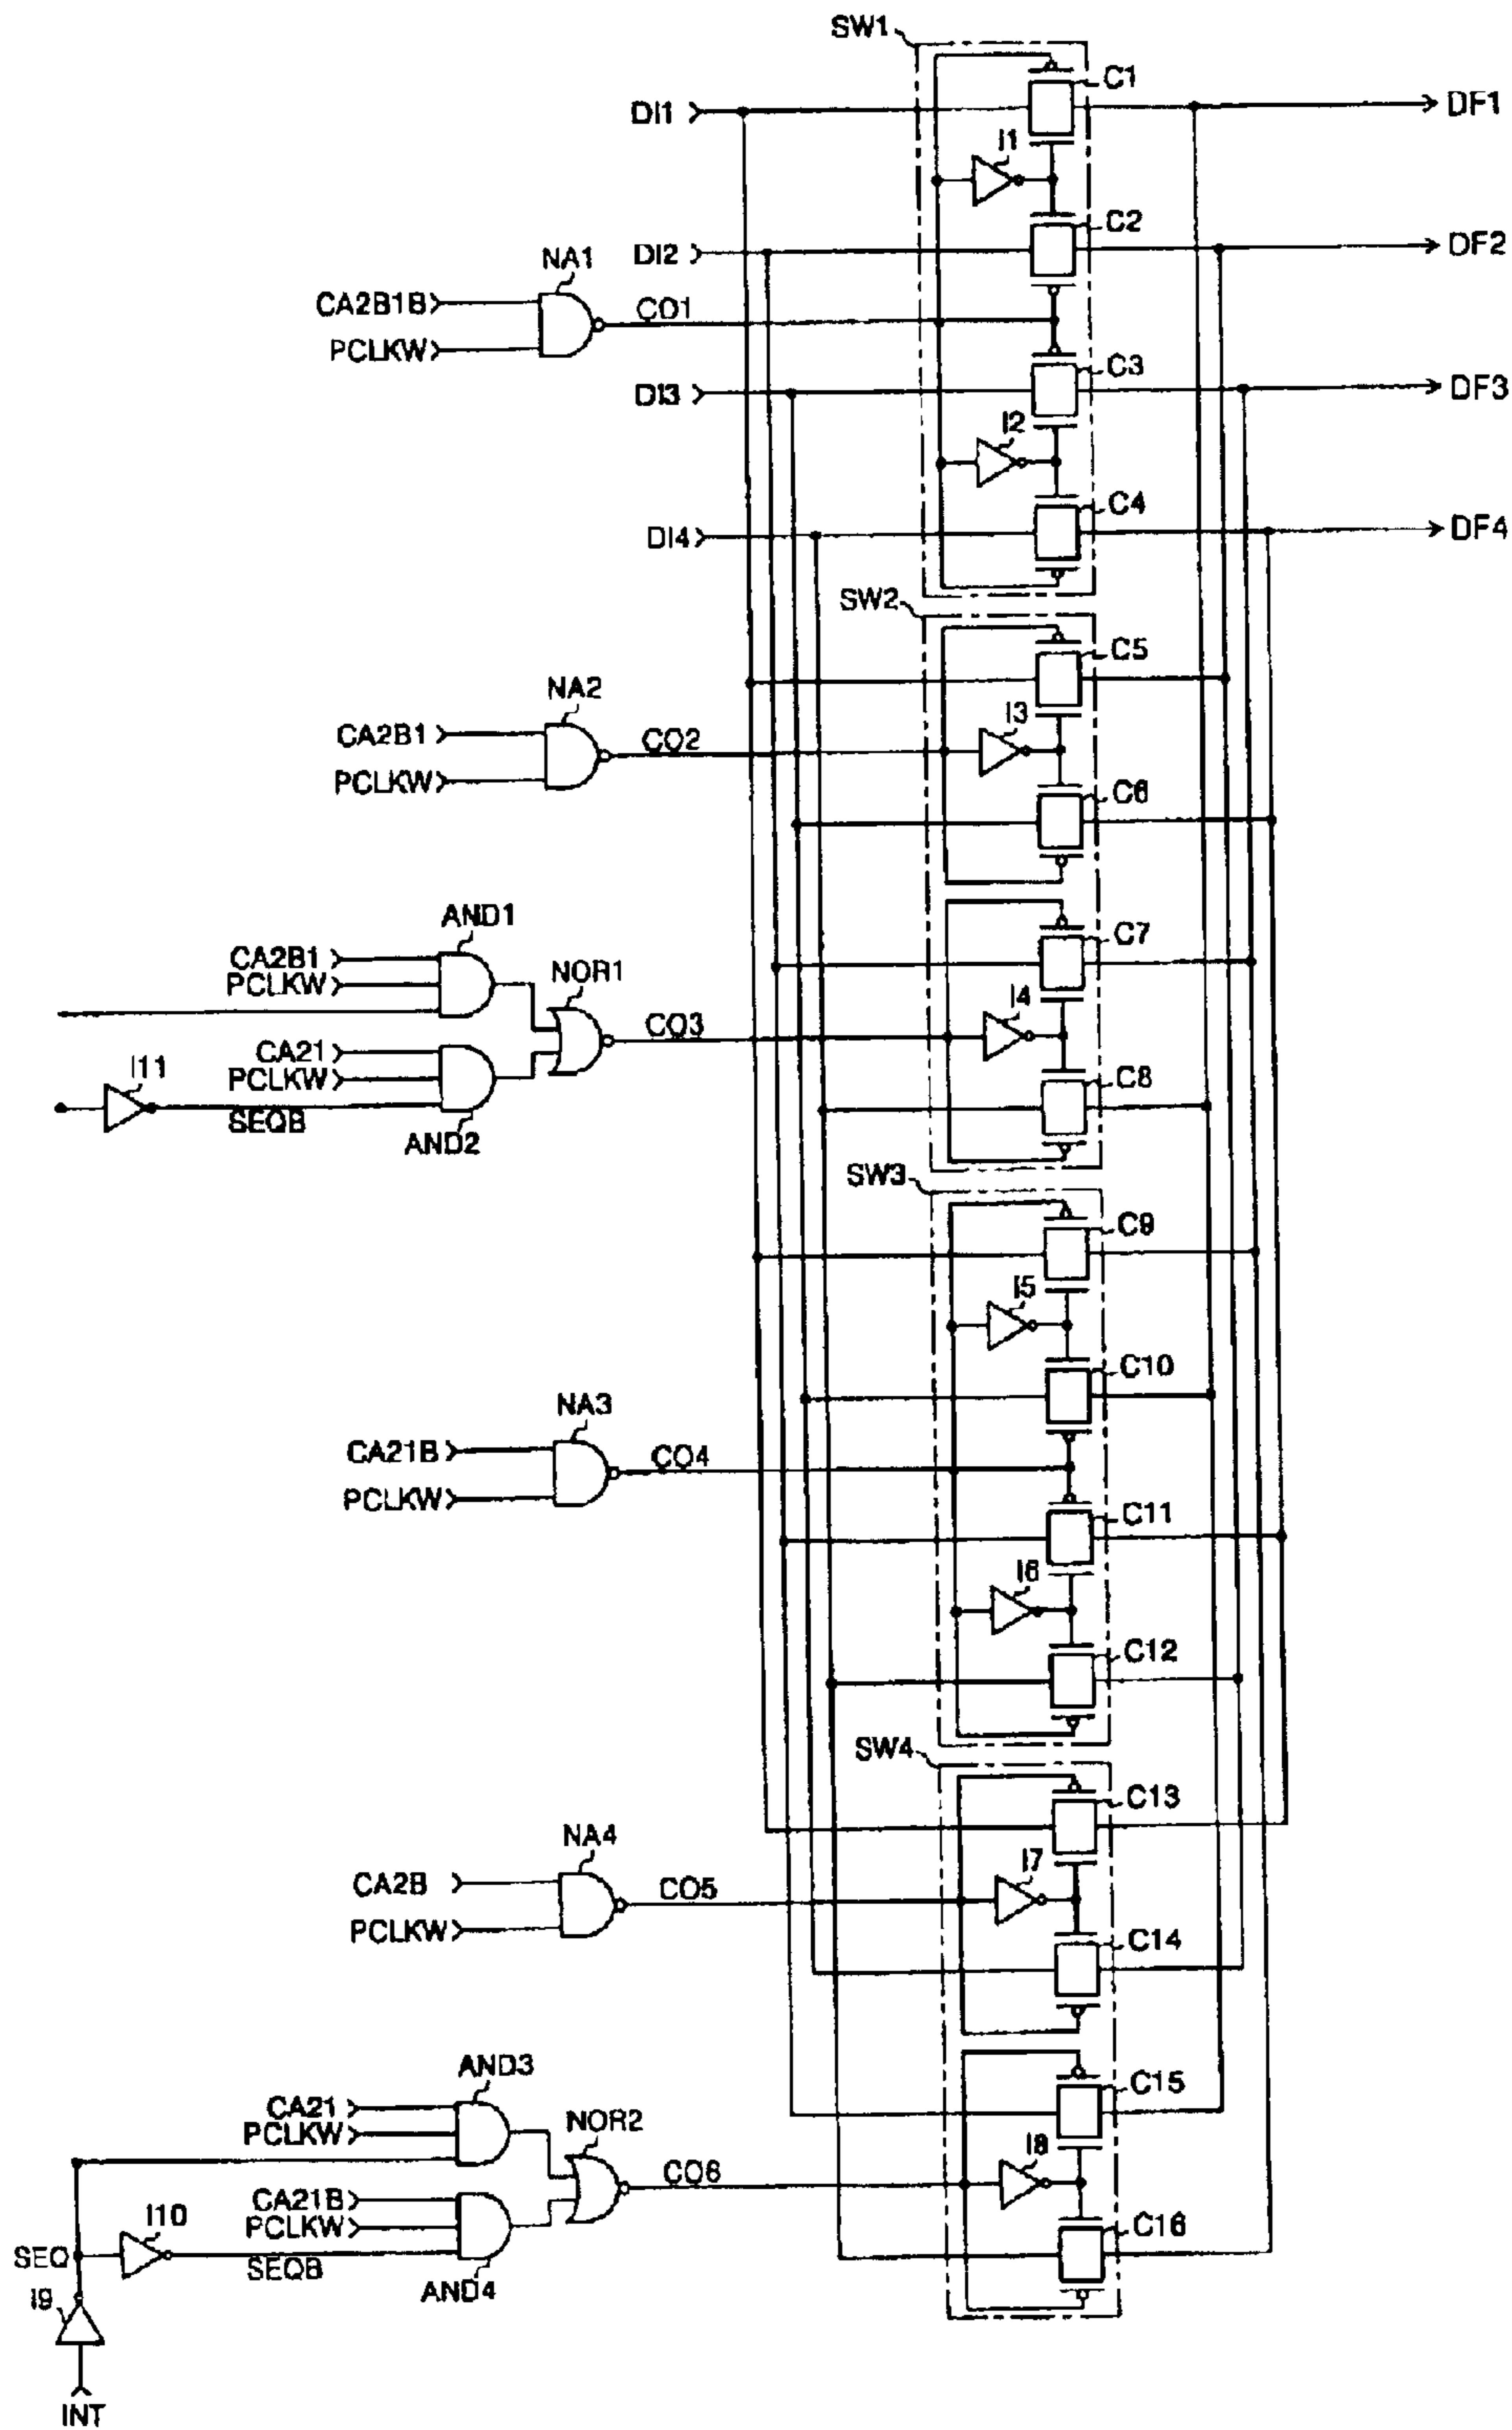 SW1
C1
DI1
DF1
I1
C2
DI2
DF2
NA1
CA2B1B
CO1
PCLKW
C3
DI3
DF3
I2
C4
DI4
DF4
SW2
C5
NA2
I3
CA2B1
CO2
PCLKW
C6
AND1
C7
CA2B1
NOR1
PCLKW
I4
CO3
CA21
I11
PCLKW
C8
SEQB
AND2
SW3
C9
I5
C10
NA3
CA21B
CO4
PCLKW
C11
I6
C12
SW4
C13
NA4
I7
CA2B
CO5
PCLKW
C14
AND3
C15
CA21
NOR2
PCLKW
I8
CO6
CA21B
I10
PCLKW
C16
SEQ
SEQB
AND4
I9
INT